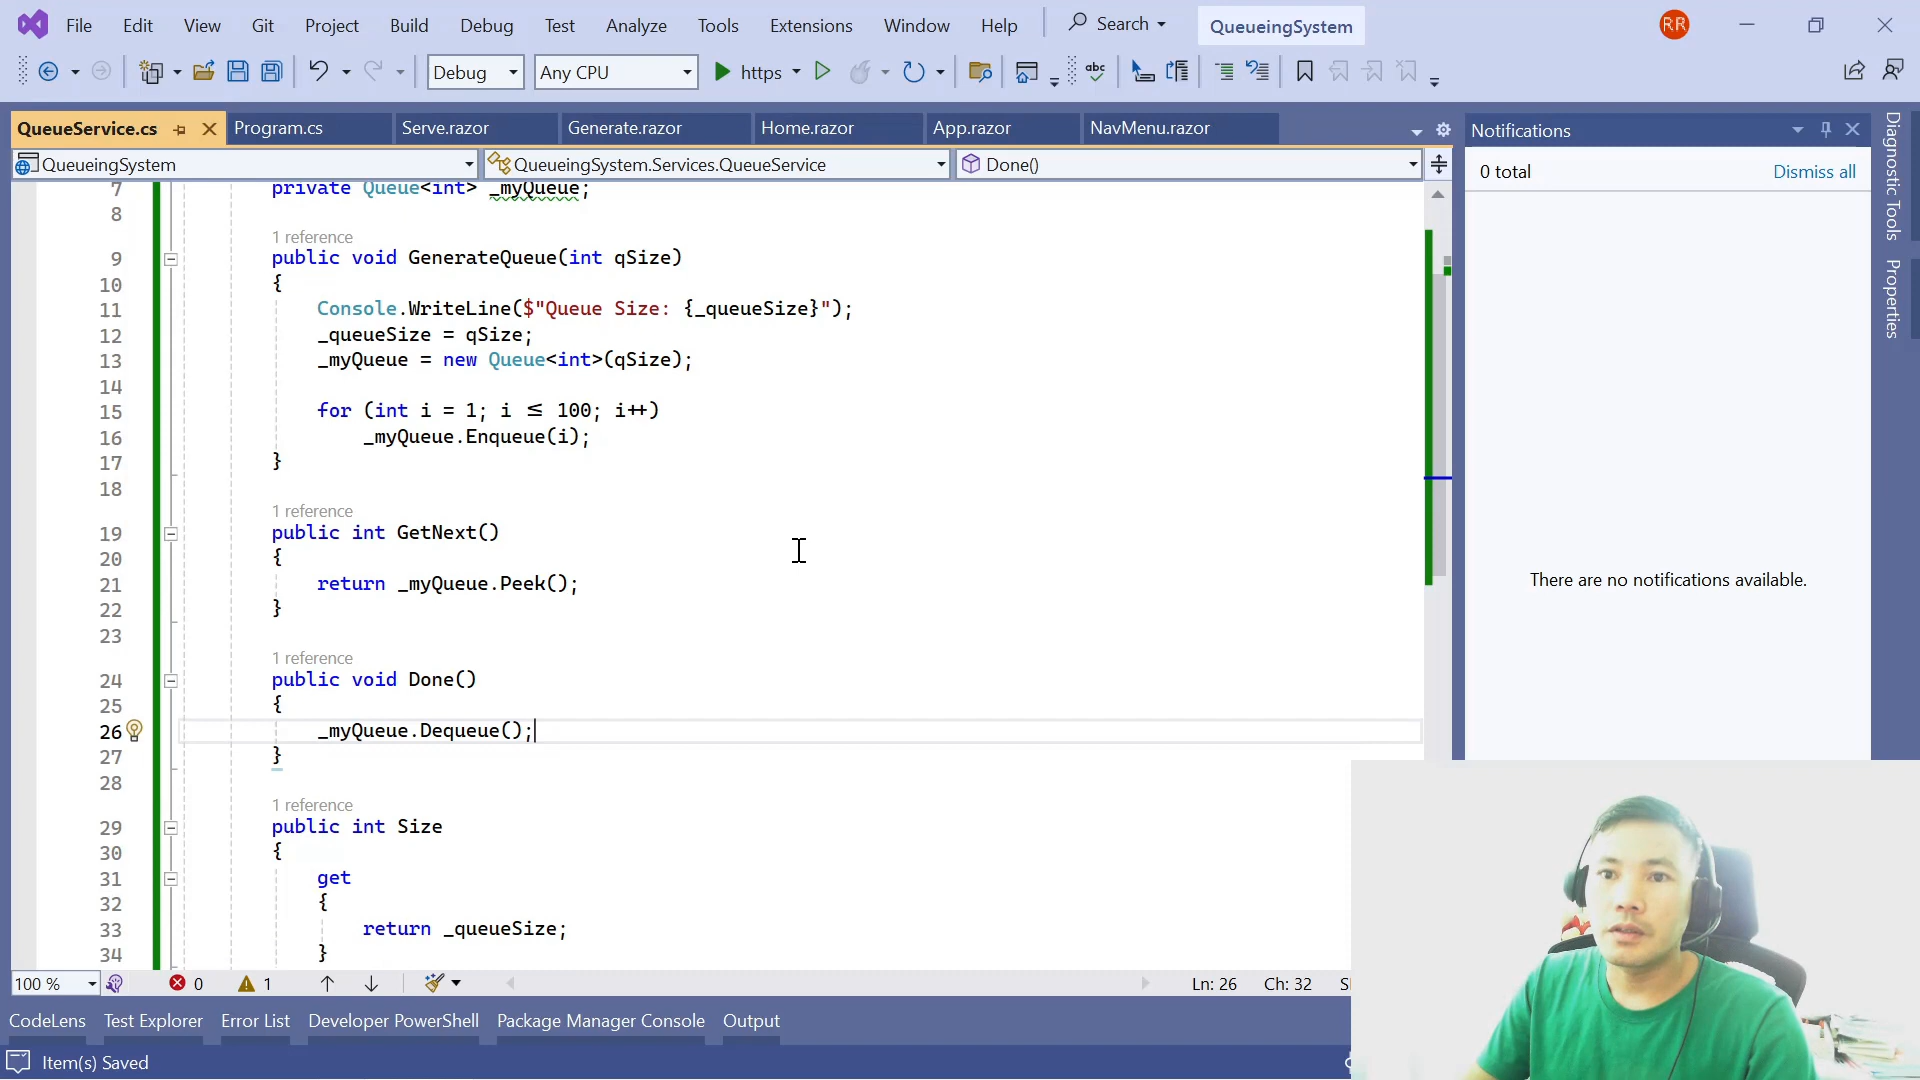 File Edit View Git Project Build Debug Test Analyze Tools Extensions Window Help Search QueueingSystem RR
Debug Any CPU https abc
QueueService.cs Program.cs Serve.razor Generate.razor Home.razor App.razor NavMenu.razor
QueueingSystem QueueingSystem.Services.QueueService Done()
7 private Queue<int> _myQueue;
8
1 reference
9 public void GenerateQueue(int qSize)
10 {
11 Console.WriteLine($"Queue Size: {_queueSize}");
12 _queueSize = qSize;
13 _myQueue = new Queue<int>(qSize);
14
15 for (int i = 1; i ≤ 100; i++)
16 _myQueue.Enqueue(i);
17 }
18
1 reference
19 public int GetNext()
20 {
21 return _myQueue.Peek();
22 }
23
1 reference
24 public void Done()
25 {
26 _myQueue.Dequeue();
27 }
28
1 reference
29 public int Size
30 {
31 get
32 {
33 return _queueSize;
34 }
100 % 0 1 Ln: 26 Ch: 32
CodeLens Test Explorer Error List Developer PowerShell Package Manager Console Output
Item(s) Saved
Notifications
0 total Dismiss all
There are no notifications available.
Diagnostic Tools
Properties